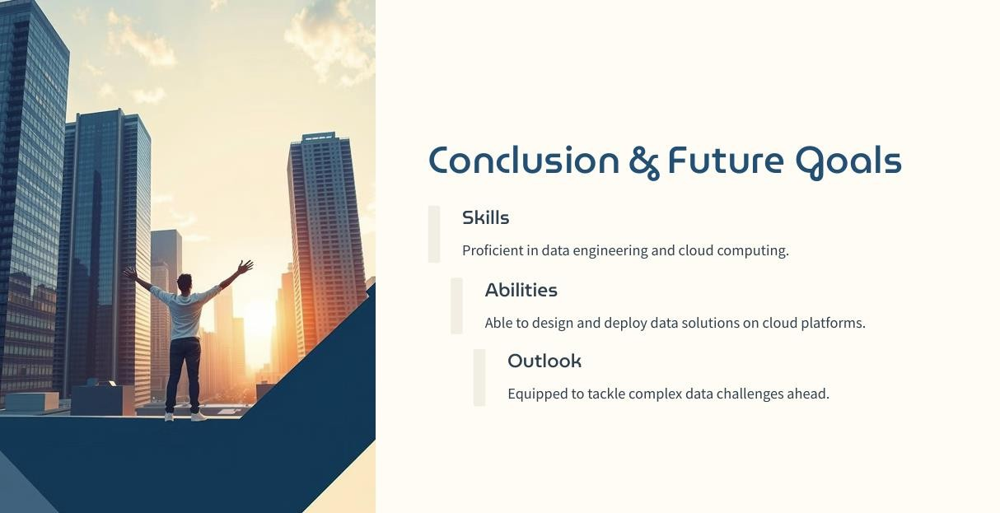 Conclusion & Future Goals
Skills
Proficient in data engineering and cloud computing.
Abilities
Able to design and deploy data solutions on cloud platforms.
Outlook
Equipped to tackle complex data challenges ahead.